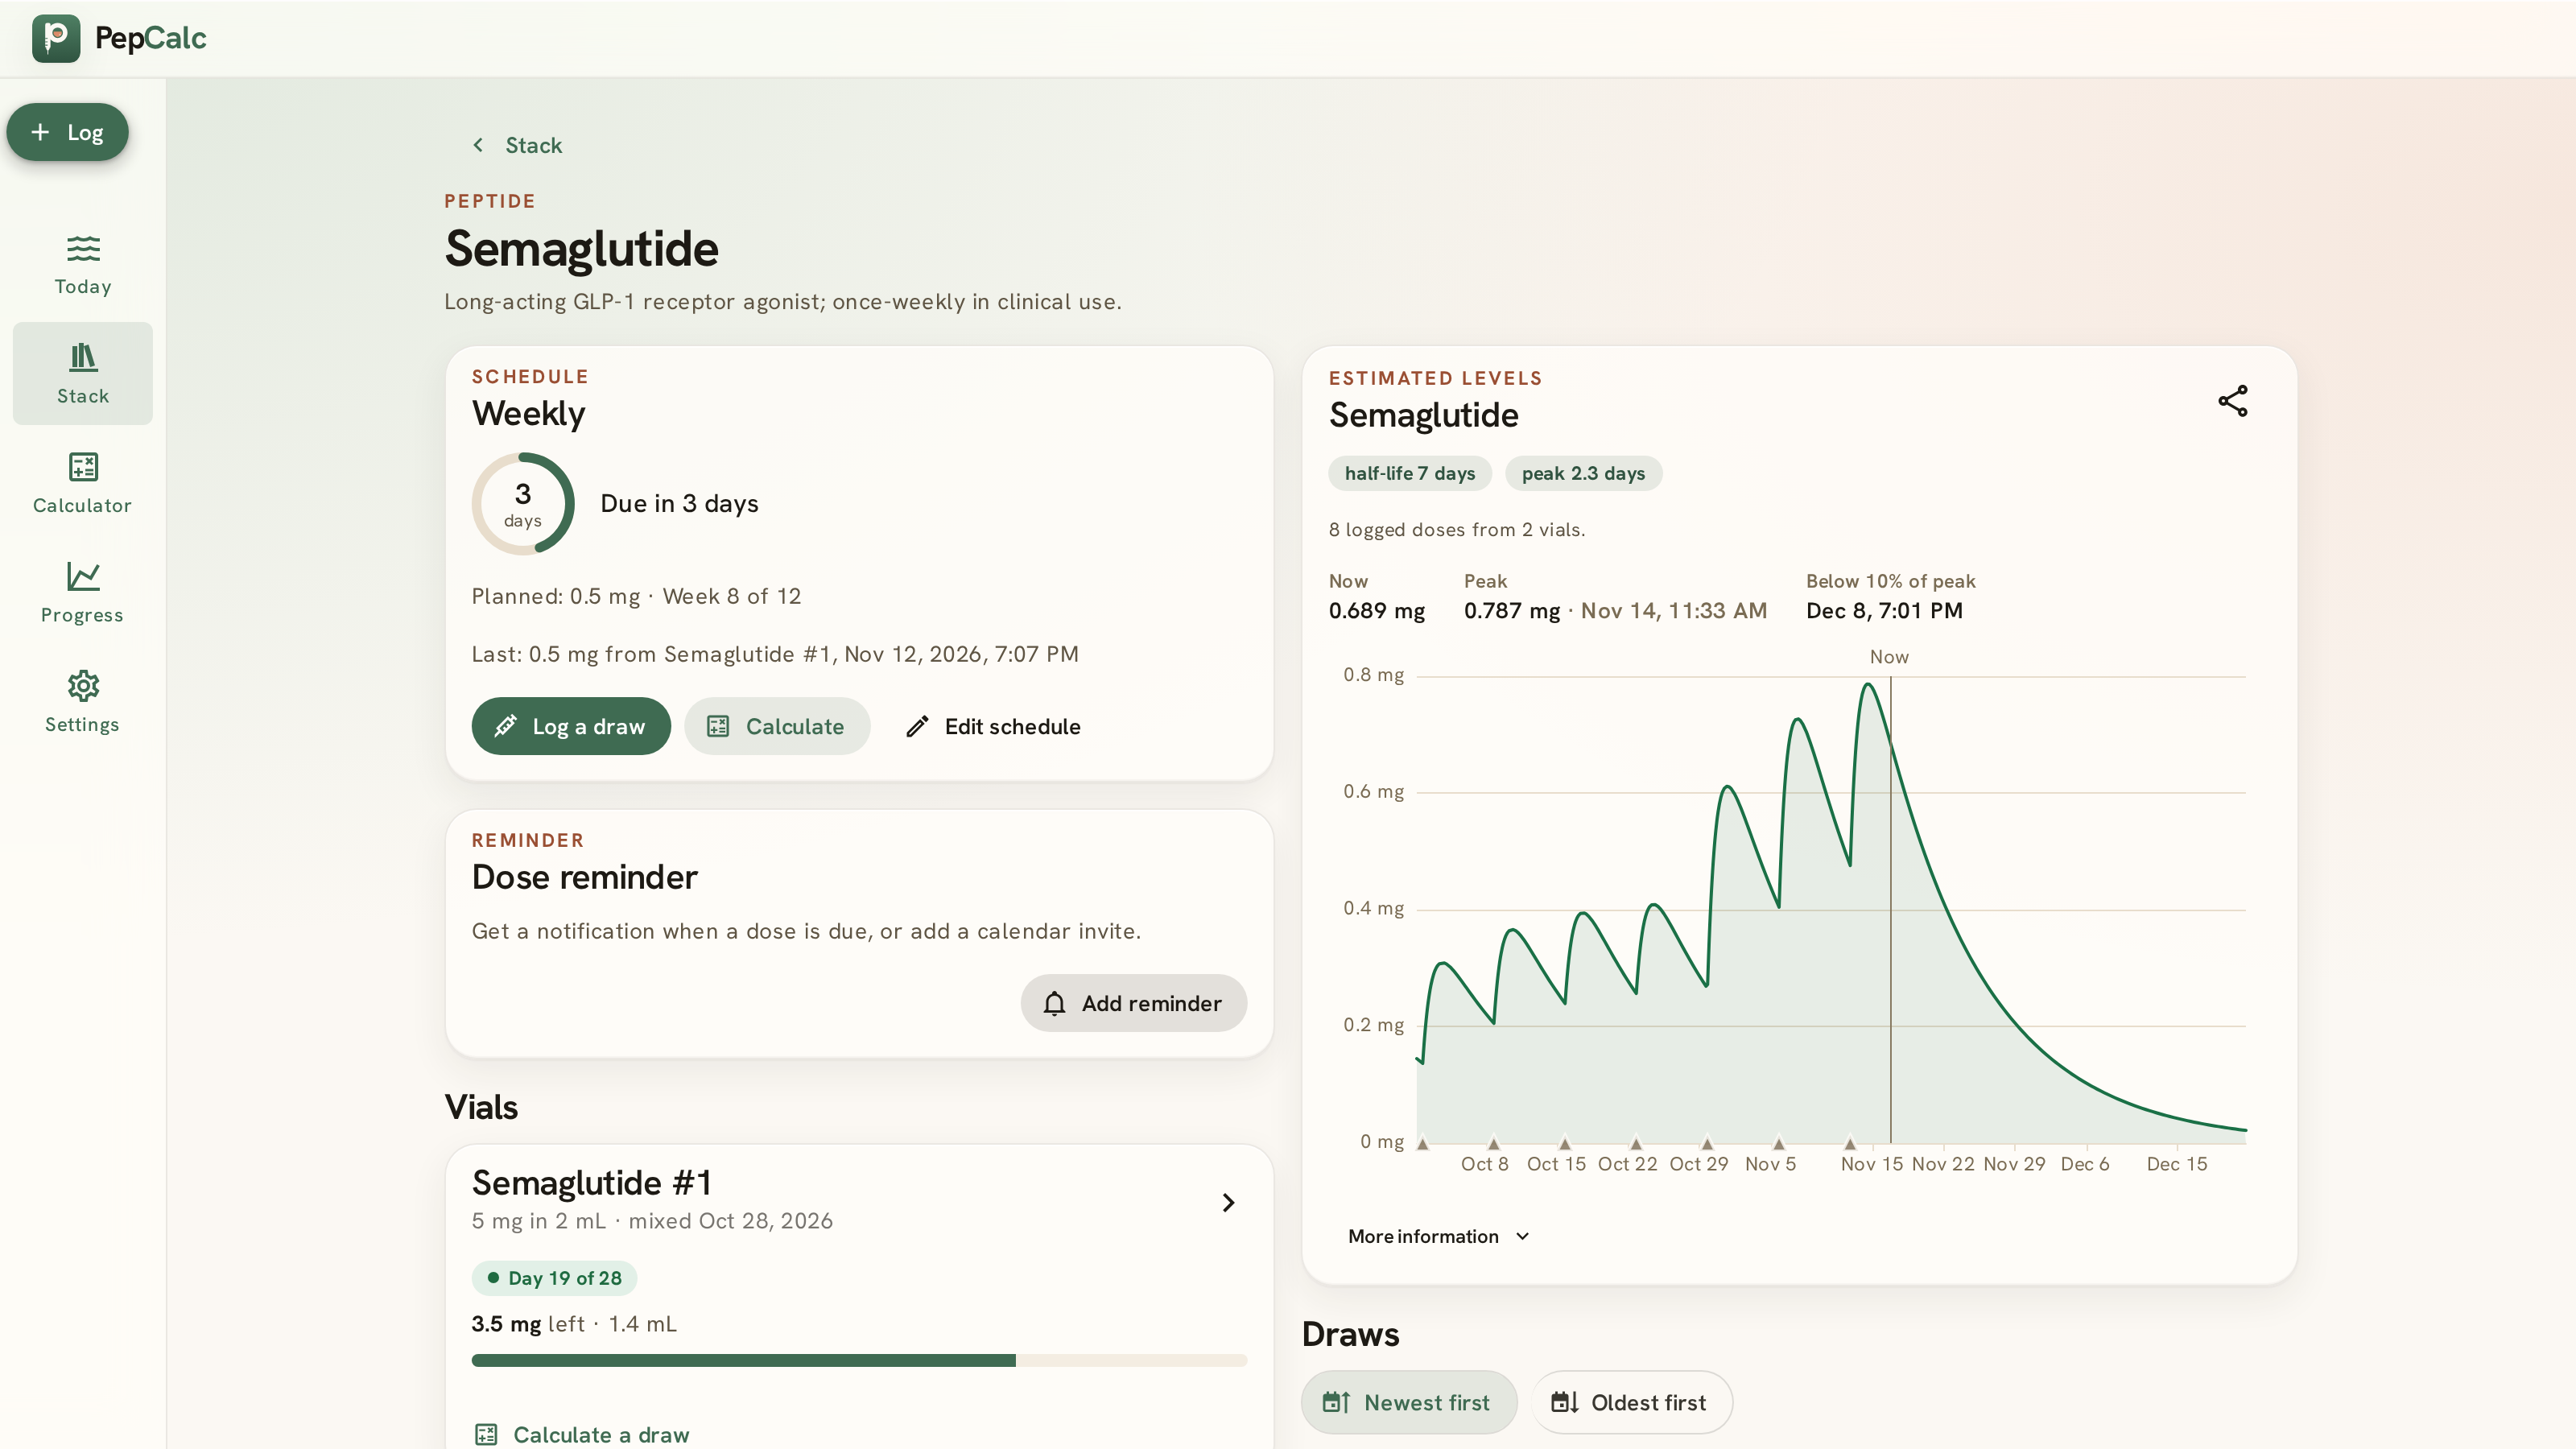 PepCalc
Log
Today
Stack
Calculator
Progress
Settings
Stack
PEPTIDE
Semaglutide
Long-acting GLP-1 receptor agonist; once-weekly in clinical use.
SCHEDULE
Weekly
3
days
Due in 3 days
Planned: 0.5 mg · Week 8 of 12
Last: 0.5 mg from Semaglutide #1, Nov 12, 2026, 7:07 PM
Log a draw
Calculate
Edit schedule
REMINDER
Dose reminder
Get a notification when a dose is due, or add a calendar invite.
Add reminder
Vials
Semaglutide #1
5 mg in 2 mL · mixed Oct 28, 2026
Day 19 of 28
3.5 mg left · 1.4 mL
Calculate a draw
ESTIMATED LEVELS
Semaglutide
half-life 7 days
peak 2.3 days
8 logged doses from 2 vials.
Now
0.689 mg
Peak
0.787 mg · Nov 14, 11:33 AM
Below 10% of peak
Dec 8, 7:01 PM
Now
0.8 mg
0.6 mg
0.4 mg
0.2 mg
0 mg
Oct 8 Oct 15 Oct 22 Oct 29 Nov 5 Nov 15 Nov 22 Nov 29 Dec 6 Dec 15
More information
Draws
Newest first
Oldest first